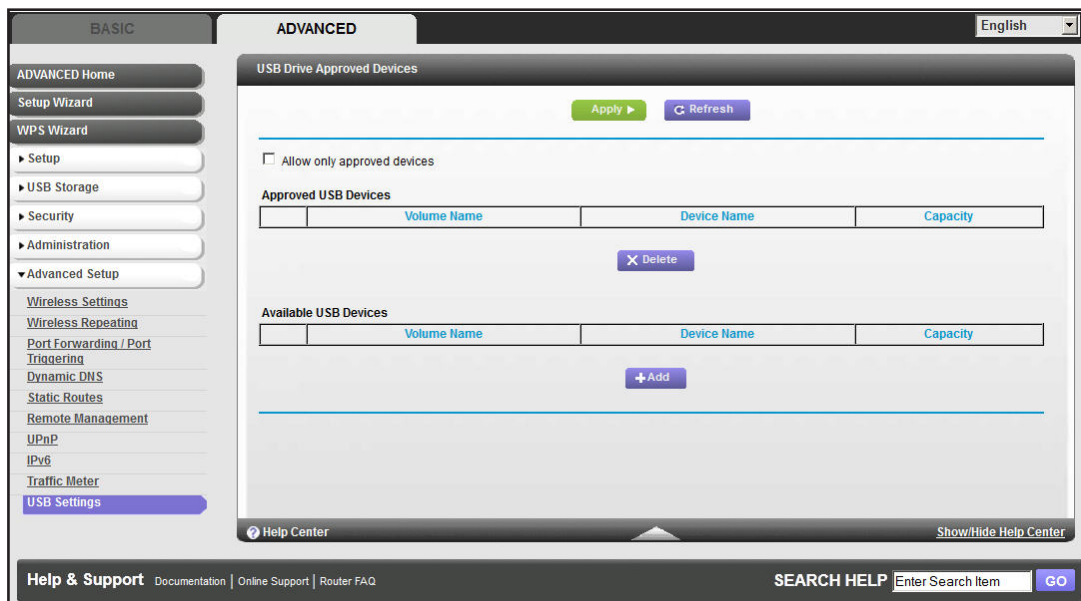 BASIC
ADVANCED
English
ADVANCED Home
Setup Wizard
WPS Wizard
Setup
USB Storage
Security
Administration
Advanced Setup
Wireless Settings
Wireless Repeating
Port Forwarding / Port
Triggering
Dynamic DNS
Static Routes
Remote Management
UPnP
IPv6
Traffic Meter
USB Settings
USB Drive Approved Devices
Apply
Refresh
Allow only approved devices
Approved USB Devices
Volume Name Device Name Capacity
Delete
Available USB Devices
Volume Name Device Name Capacity
Add
Help Center
Show/Hide Help Center
Help & Support Documentation | Online Support | Router FAQ
SEARCH HELP Enter Search Item GO